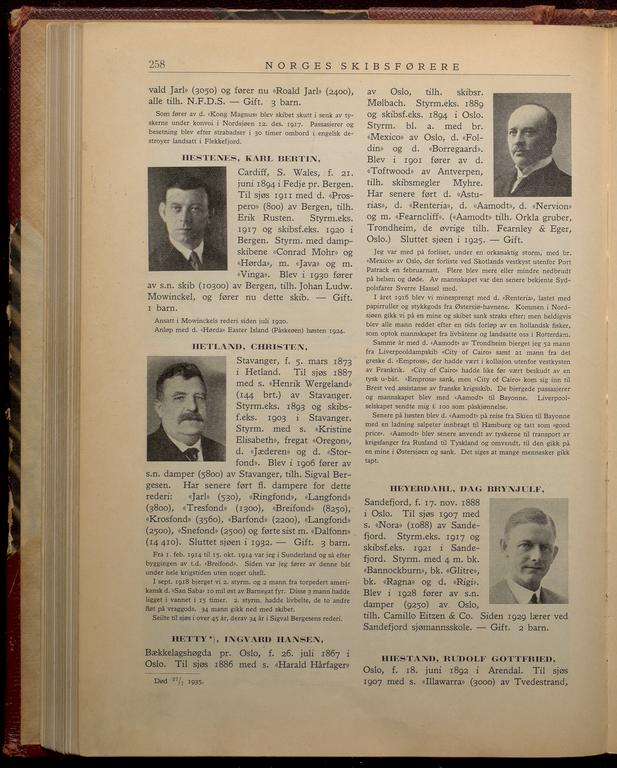 258
NORGES SKIBSFØRERE
vald Jarl» (3050) og fører nu «Roald Jarl» (2400),
alle tilh. N.F.D.S. — Gift. 3 barn.
Som fører av d. «Kong Magnus» blev skibet skutt i senk av ty-
skerne under konvoi i Nordsjøen 12. des. 1917. Passasjerer og
besetning blev efter strabadser i 30 timer ombord i engelsk de-
stroyer landsatt i Flekkefjord.
HESTENES, KARL BERTIN,
Cardiff, S. Wales, f. 21.
juni 1894 i Fedje pr. Bergen.
Til sjøs 1911 med d. «Pros-
pero» (800) av Bergen, tilh.
Erik Rusten. Styrm.eks.
1917 og skibsf.eks. 1920 i
Bergen. Styrm. med damp-
skibene «Conrad Mohr» og
«Hørda», m. «Java» og m.
«Vinga». Blev i 1930 fører
av s.n. skib (10300) av Bergen, tilh. Johan Ludw.
Mowinckel, og fører nu dette skib. — Gift.
1 barn.
Ansatt i Mowinckels rederi siden juli 1920.
Anløp med d. «Hørda» Easter Island (Påskeøen) høsten 1924.
HETLAND, CHRISTEN,
Stavanger, f. 5. mars 1873
i Hetland. Til sjøs 1887
med s. «Henrik Wergeland»
(144 brt.) av Stavanger.
Styrm.eks. 1893 og skibs-
f.eks. 1903 i Stavanger.
Styrm. med s. «Kristine
Elisabeth», fregat «Oregon»,
d. «Jæderen» og d. «Stor-
fond». Blev i 1906 fører av
s.n. damper (5800) av Stavanger, tilh. Sigval Ber-
gesen. Har senere ført fl. dampere for dette
rederi: «Jarl» (530), «Ringfond», «Langfond»
(3800), «Tresfond» (1300), «Breifond» (8250),
«Krosfond» (3560), «Barfond» (2200), «Langfond»
(2500), «Snefond» (2500) og førte sist m. «Dalfonn»
(14 410). Sluttet sjøen i 1932. — Gift. 3 barn.
Fra 1. feb. 1914 til 15. okt. 1914 var jeg i Sunderland og så efter
byggingen av t.d. «Breifond». Siden var jeg fører av denne båt
under hele krigstiden uten noget uhell.
I sept. 1918 bjerget vi 2. styrm. og 2 mann fra torpedert ameri-
kansk d. «San Saba» 10 mil øst av Barnegat fyr. Disse 3 mann hadde
ligget i vannet i 15 timer. 2. styrm. hadde livbelte, de to andre
fløt på vraggods. 34 mann gikk ned med skibet.
Seilte til sjøs i over 45 år, derav 34 år i Sigval Bergesens rederi.
HETTY*), INGVARD HANSEN,
Bækkelagshøgda pr. Oslo, f. 26. juli 1867 i
Oslo. Til sjøs 1886 med s. «Harald Hårfager»
Død 21/7 1935.
av Oslo, tilh. skibsr.
Mølbach. Styrm.eks. 1889
og skibsf.eks. 1894 i Oslo.
Styrm. bl. a. med br.
«Mexico» av Oslo, d. «Fol-
din» og d. «Borregaard».
Blev i 1901 fører av d.
«Toftwood» av Antwerpen,
tilh. skibsmegler Myhre.
Har senere ført d. «Astu-
rias», d. «Renteria», d. «Aamodt», d. «Nervion»
og m. «Fearncliff». («Aamodt» tilh. Orkla gruber,
Trondheim, de øvrige tilh. Fearnley & Eger,
Oslo.) Sluttet sjøen i 1925. — Gift.
Jeg var med på forliset, under en orkanaktig storm, med br.
«Mexico» av Oslo, der forliste ved Skotlands vestkyst utenfor Port
Patrack en februarnatt. Flere blev mere eller mindre nedbrudt
på helsen og døde. Av mannskapet var den senere bekjente Syd-
polsfarer Sverre Hassel med.
I året 1916 blev vi minesprengt med d. «Renteria», lastet med
papirruller og stykkgods fra Østersjø-havnene. Kommen i Nord-
sjøen gikk vi på en mine og skibet sank straks efter; men heldigvis
blev alle mann reddet efter en tids forløp av en hollandsk fisker,
som optok mannskapet fra livbåtene og landsatte oss i Rotterdam.
Samme år med d. «Aamodt» av Trondheim bjerget jeg 52 mann
fra Liverpooldampskib «City of Cairo» samt 21 mann fra det
greske d. «Empross», der hadde vært i kollisjon utenfor vestkysten
av Frankrik. «City of Cairo» hadde like før vært beskudt av en
tysk u-båt. «Empross» sank, men «City of Cairo» kom sig inn til
Brest ved assistanse av franske krigsskib. De bjergede passasjerer
og mannskapet blev med «Aamodt» til Bayonne. Liverpool-
selskapet sendte mig £ 100 som påskjønnelse.
Senere på høsten blev d. «Aamodt» på reise fra Skien til Bayonne
med en ladning salpeter innbragt til Hamburg og tatt som «good
price». «Aamodt» blev senere anvendt av tyskerne til transport av
krigsfanger fra Rusland til Tyskland og omvendt, til den gikk på
en mine i Østersjøen og sank. Det siges at mange mennesker gikk
tapt.
HEYERDAHL, DAG BRYNJULF,
Sandefjord, f. 17. nov. 1888
i Oslo. Til sjøs 1907 med
s. «Nora» (1088) av Sande-
fjord. Styrm.eks. 1917 og
skibsf.eks. 1921 i Sande-
fjord. Styrm. med 4 m. bk.
«Bannockburn», bk. «Glitre»,
bk. «Ragna» og d. «Rigi».
Blev i 1928 fører av s.n.
damper (9250) av Oslo,
tilh. Camillo Eitzen & Co. Siden 1929 lærer ved
Sandefjord sjømannsskole. — Gift. 2 barn.
HIESTAND, RUDOLF GOTTFRIED,
Oslo, f. 18. juni 1892 i Arendal. Til sjøs
1907 med s. «Illawarra» (3000) av Tvedestrand,